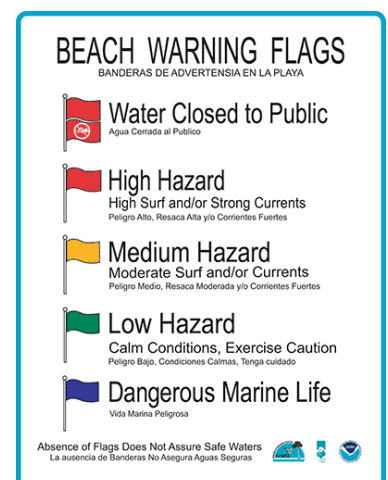 BEACH WARNING FLAGS
BANDERAS DE ADVERTENSIA EN LA PLAYA
Water Closed to Public
Agua Cerrada al Publico
High Hazard
High Surf and/or Strong Currents
Peligro Alto, Resaca Alta y/o Corrientes Fuertes
Medium Hazard
Moderate Surf and/or Currents
Peligro Medio, Resaca Moderada y/o Corrientes Fuertes
Low Hazard
Calm Conditions, Exercise Caution
Peligro Bajo, Condiciones Calmas, Tenga cuidado
Dangerous Marine Life
Vida Marina Peligrosa
Absence of Flags Does Not Assure Safe Waters
La ausencia de Banderas No Asegura Aguas Seguras